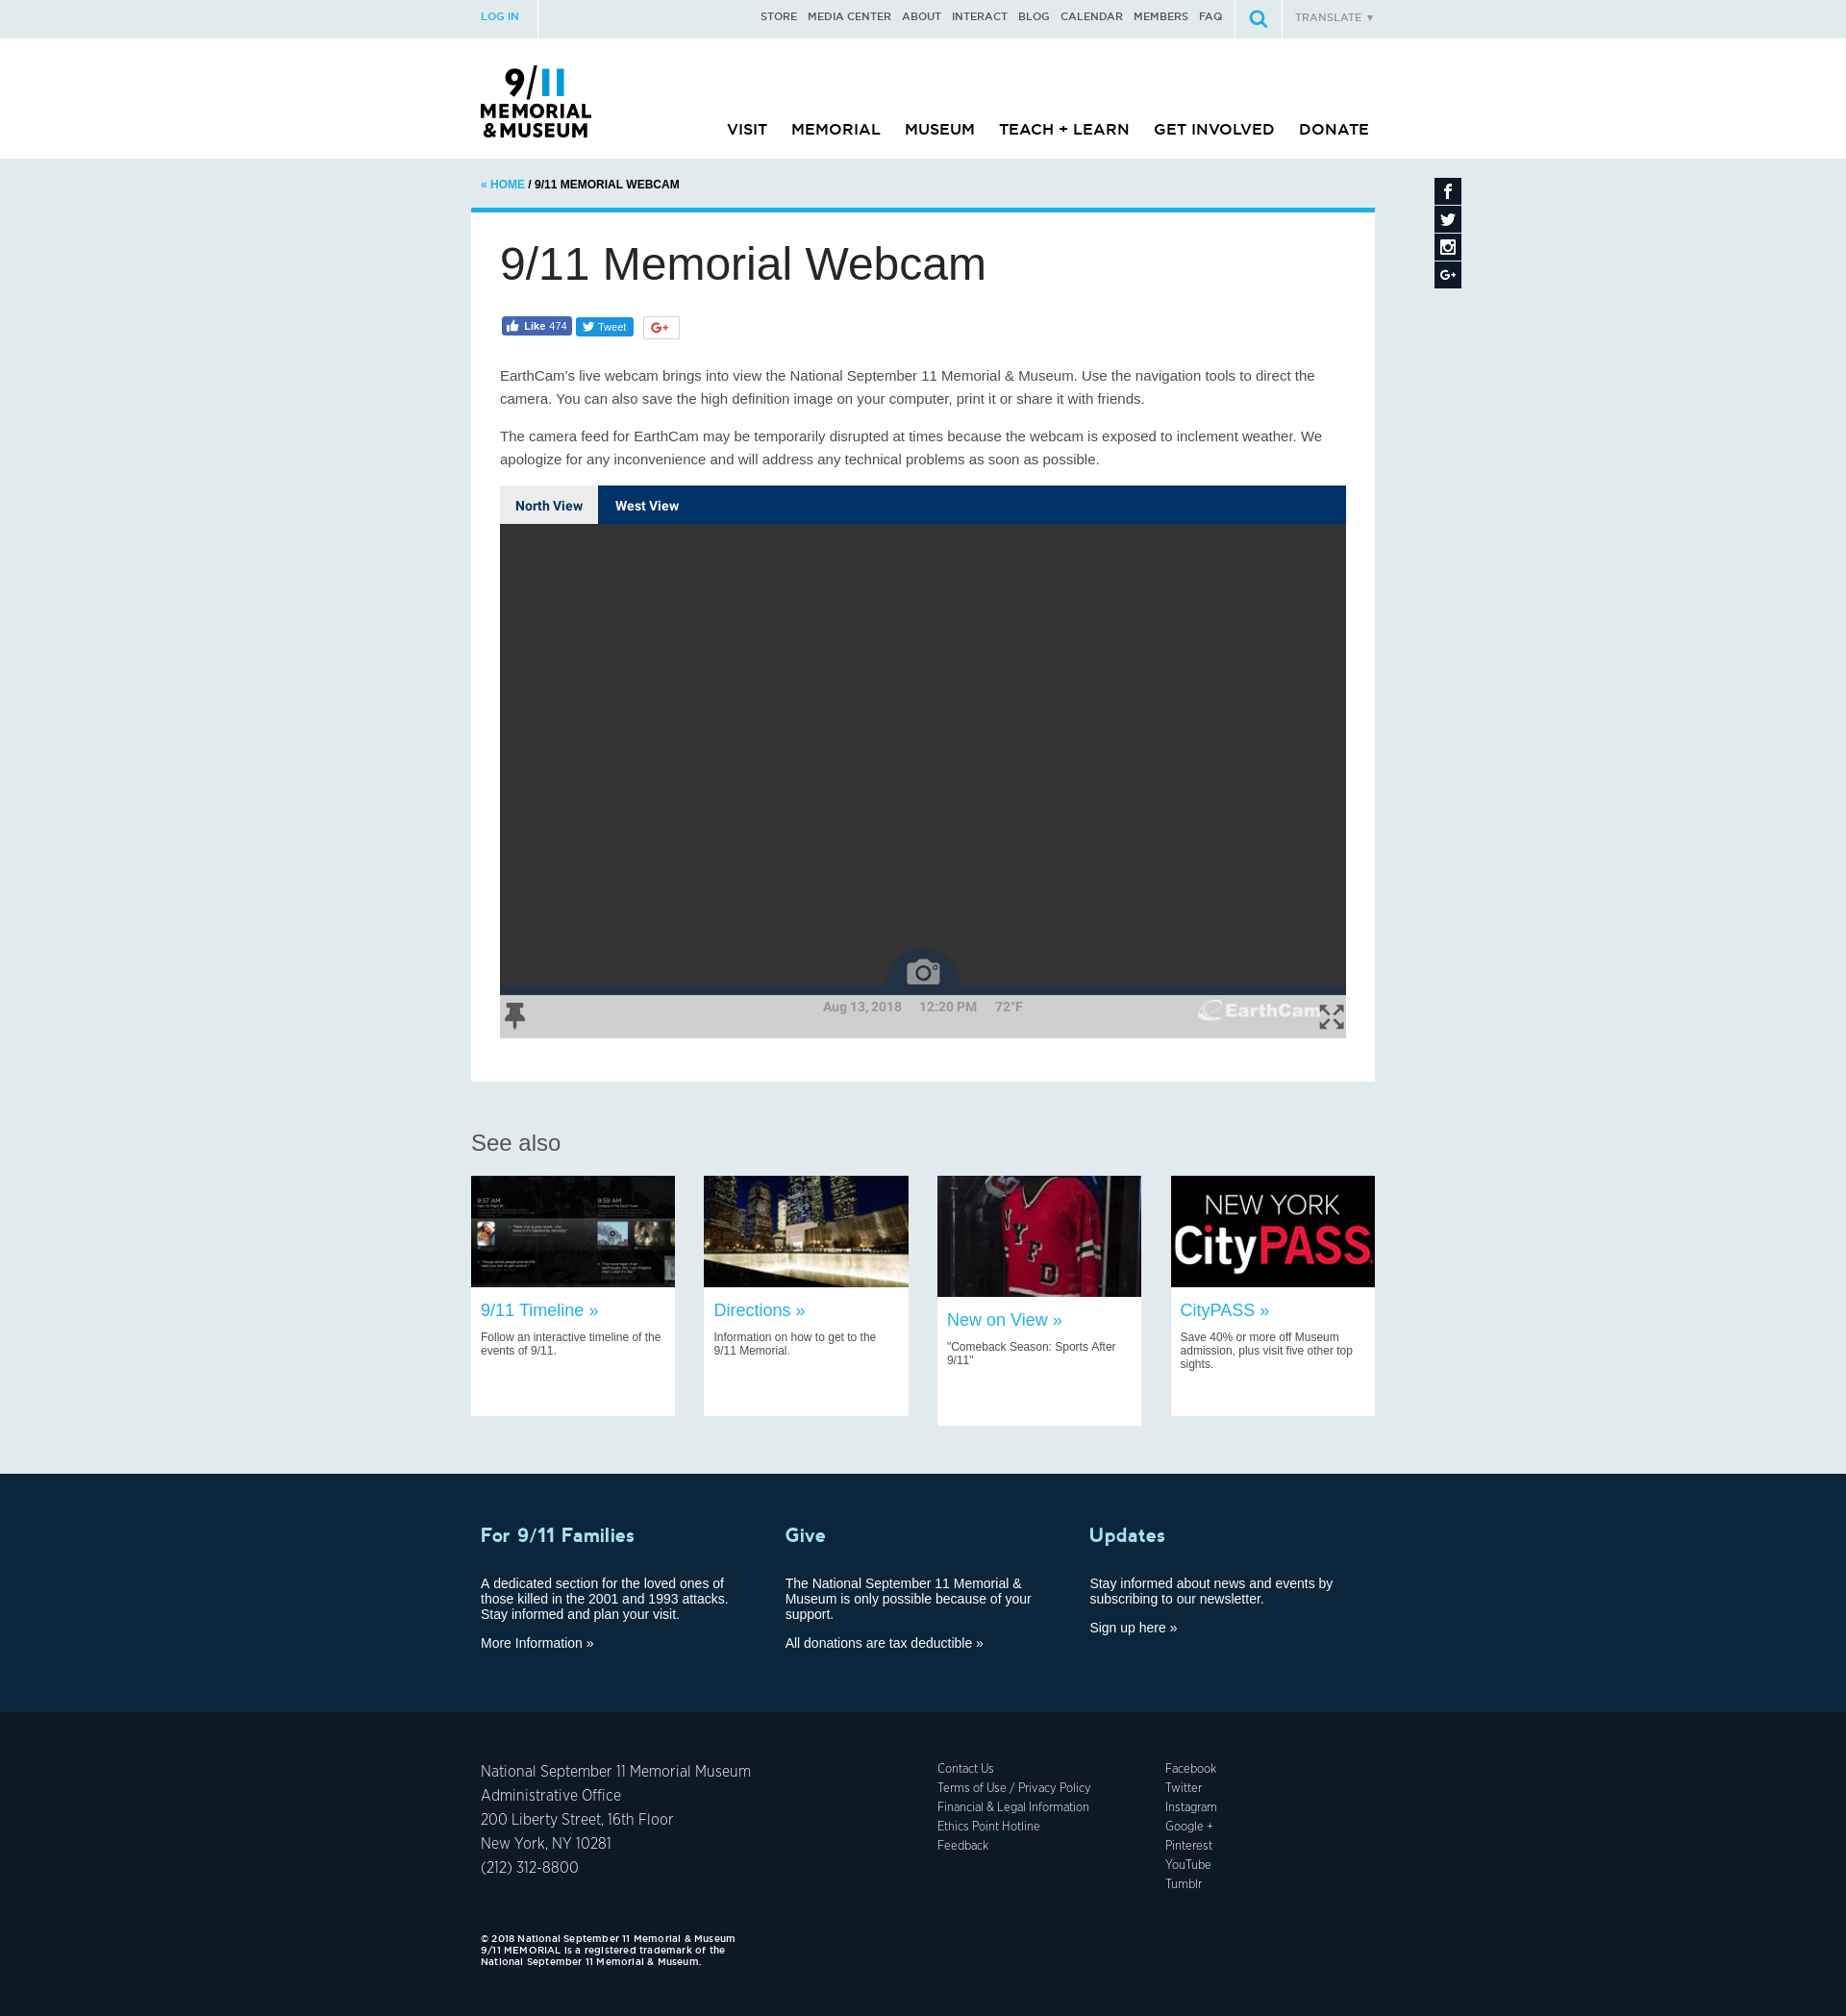 LOG IN
STORE MEDIA CENTER ABOUT INTERACT BLOG CALENDAR MEMBERS FAQ
TRANSLATE ▼
9/11
MEMORIAL
&MUSEUM
VISIT MEMORIAL MUSEUM TEACH + LEARN GET INVOLVED DONATE
« HOME / 9/11 MEMORIAL WEBCAM
9/11 Memorial Webcam
Like 474
Tweet
G+
EarthCam's live webcam brings into view the National September 11 Memorial & Museum. Use the navigation tools to direct the
camera. You can also save the high definition image on your computer, print it or share it with friends.
The camera feed for EarthCam may be temporarily disrupted at times because the webcam is exposed to inclement weather. We
apologize for any inconvenience and will address any technical problems as soon as possible.
North View West View
Aug 13, 2018 12:20 PM 72°F
EarthCam
See also
9:57 AM
9:59 AM
9/11 Timeline »
Follow an interactive timeline of the
events of 9/11.
Directions »
Information on how to get to the
9/11 Memorial.
NYFD
New on View »
"Comeback Season: Sports After
9/11"
NEW YORK
CityPASS
CityPASS »
Save 40% or more off Museum
admission, plus visit five other top
sights.
For 9/11 Families
A dedicated section for the loved ones of
those killed in the 2001 and 1993 attacks.
Stay informed and plan your visit.
More Information »
Give
The National September 11 Memorial &
Museum is only possible because of your
support.
All donations are tax deductible »
Updates
Stay informed about news and events by
subscribing to our newsletter.
Sign up here »
National September 11 Memorial Museum
Administrative Office
200 Liberty Street, 16th Floor
New York, NY 10281
(212) 312-8800
Contact Us
Terms of Use / Privacy Policy
Financial & Legal Information
Ethics Point Hotline
Feedback
Facebook
Twitter
Instagram
Google +
Pinterest
YouTube
Tumblr
© 2018 National September 11 Memorial & Museum
9/11 MEMORIAL is a registered trademark of the
National September 11 Memorial & Museum.